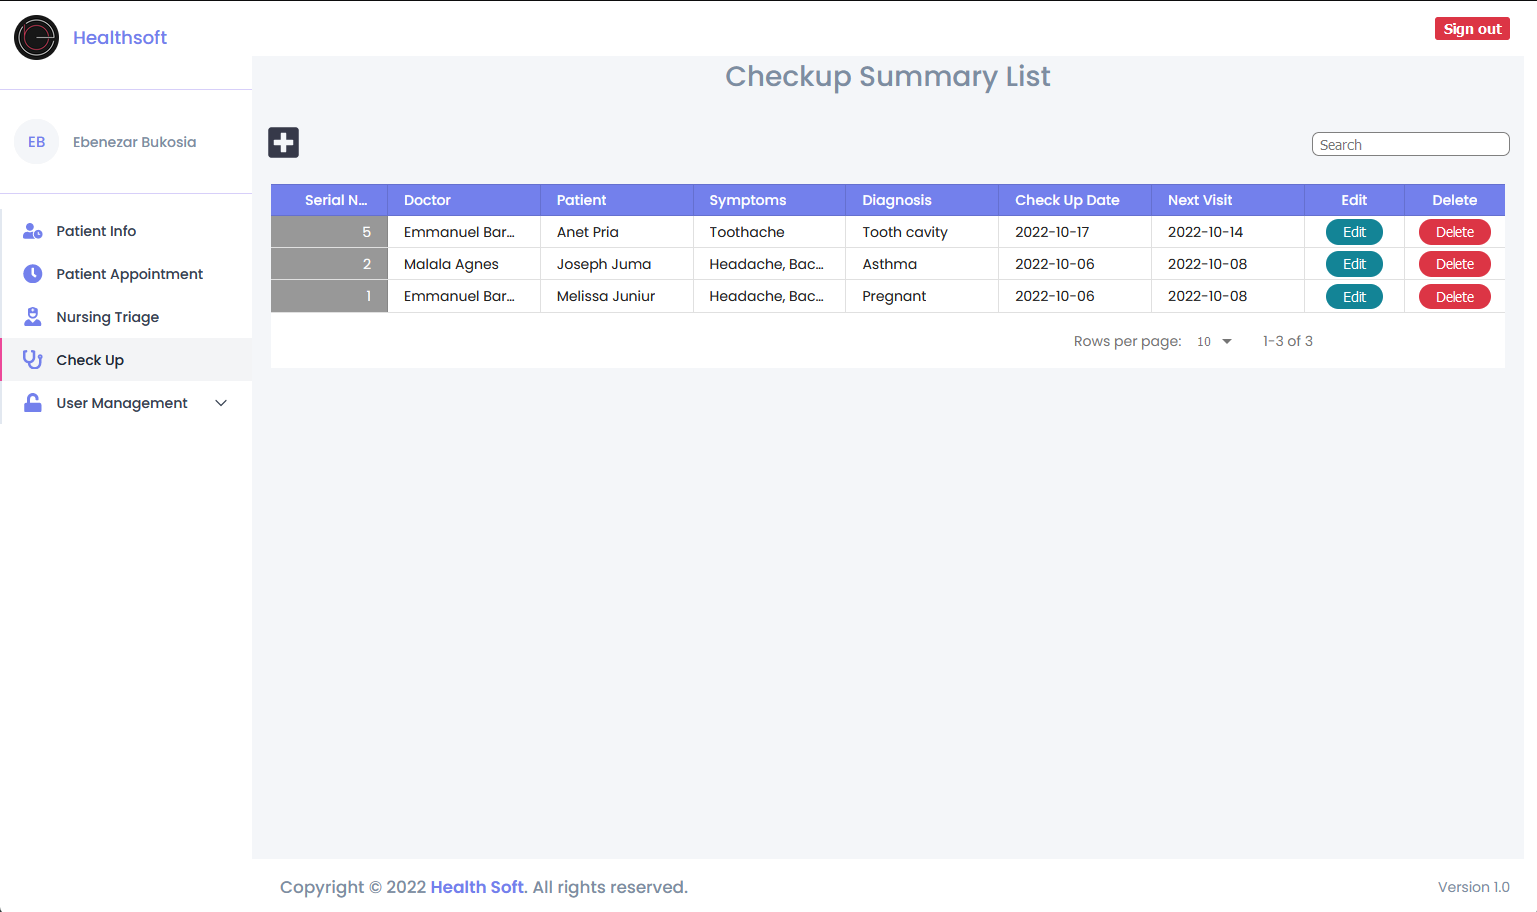 Healthsoft
Sign out
Checkup Summary List
EB Ebenezar Bukosia
Search
Patient Info
Patient Appointment
Nursing Triage
Check Up
User Management
Serial N... Doctor Patient Symptoms Diagnosis Check Up Date Next Visit Edit Delete
5 Emmanuel Bar... Anet Pria Toothache Tooth cavity 2022-10-17 2022-10-14 Edit Delete
2 Malala Agnes Joseph Juma Headache, Bac... Asthma 2022-10-06 2022-10-08 Edit Delete
1 Emmanuel Bar... Melissa Juniur Headache, Bac... Pregnant 2022-10-06 2022-10-08 Edit Delete
Rows per page: 10 1-3 of 3
Copyright © 2022 Health Soft. All rights reserved.
Version 1.0